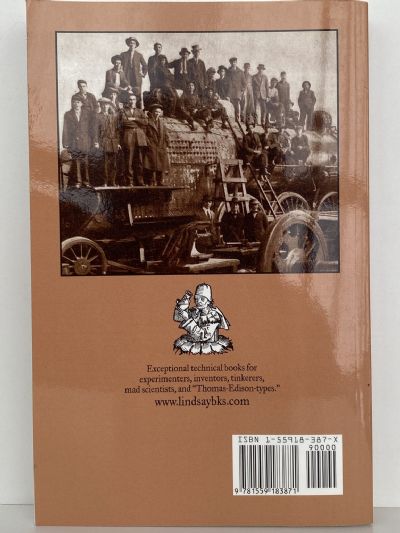 Exceptional technical books for
experimenters, inventors, tinkerers,
mad scientists, and "Thomas-Edison-types."
www.lindsaybks.com
ISBN 1-55918-387-X
90000
9 781559 183871